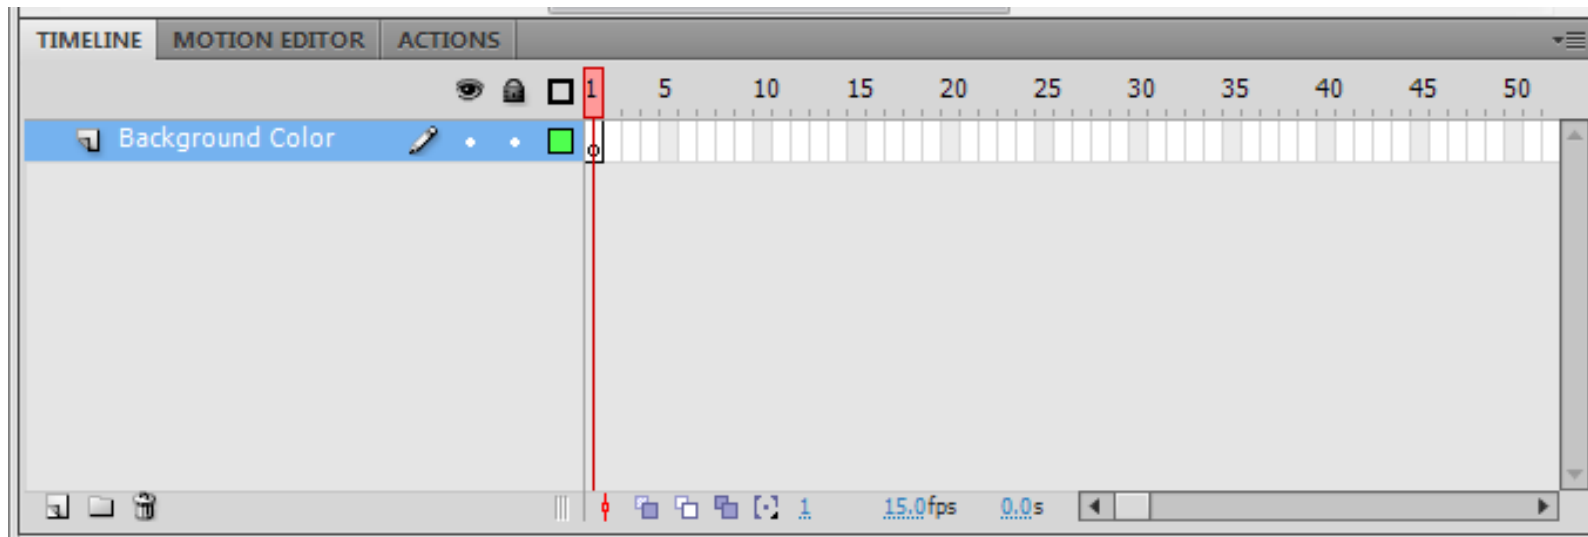 TIMELINE MOTION EDITOR ACTIONS
1 5 10 15 20 25 30 35 40 45 50
Background Color
1 15.0fps 0.0s